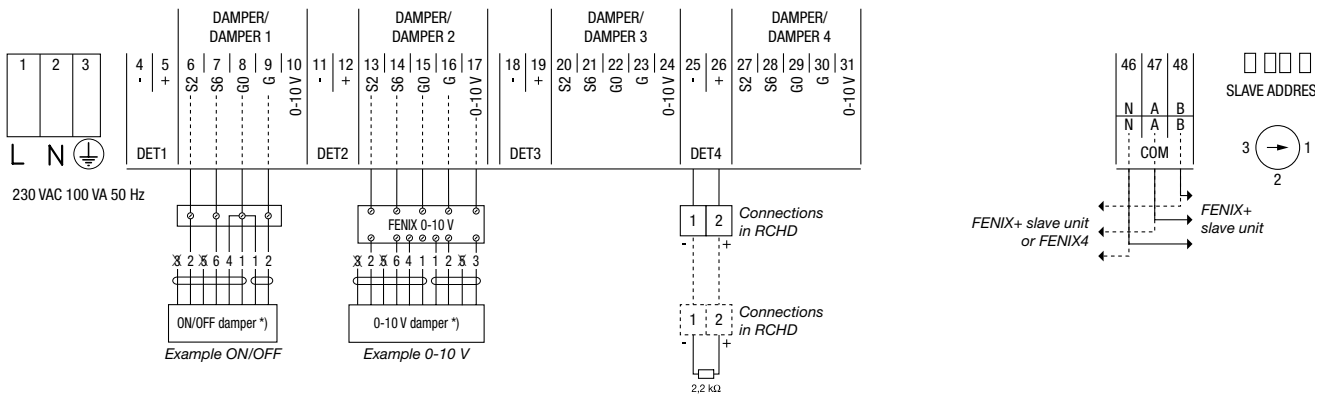 DAMPER/ DAMPER/ DAMPER/ DAMPER/
DAMPER 1 DAMPER 2 DAMPER 3 DAMPER 4
1 2 3
4 5 6 7 8 9 10 11 12 13 14 15 16 17 18 19 20 21 22 23 24 25 26 27 28 29 30 31
- + S2 S6 G0 G 0-10 V - + S2 S6 G0 G 0-10 V - + S2 S6 G0 G 0-10 V - + S2 S6 G0 G 0-10 V
46 47 48
N A B
N A B
COM
SLAVE ADDRES
3 1
2
L N
DET1 DET2 DET3 DET4
230 VAC 100 VA 50 Hz
FENIX 0-10 V
1 2
- +
Connections
in RCHD
FENIX+ slave unit
or FENIX4
FENIX+
slave unit
3 2 5 6 4 1 1 2
3 2 5 6 4 1 1 2 5 3
ON/OFF damper *)
0-10 V damper *)
Example ON/OFF
Example 0-10 V
1 2
- +
Connections
in RCHD
2,2 kΩ